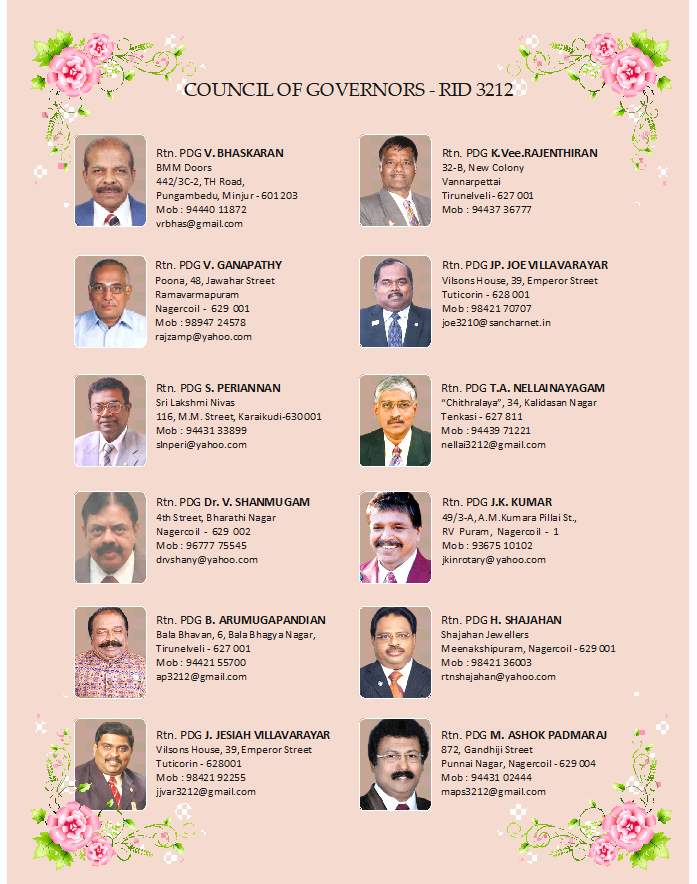 COUNCIL OF GOVERNORS - RID 3212
Rtn. PDG V. BHASKARAN
BMM Doors
442/3C-2, TH Road,
Pungambedu, Minjur - 601203
Mob : 94440 11872
vrbhas@gmail.com
Rtn. PDG K.Vee.RAJENTHIRAN
32-B, New Colony
Vannarpettai
Tirunelveli - 627 001
Mob : 94437 36777
Rtn. PDG V. GANAPATHY
Poona, 48, Jawahar Street
Ramavarmapuram
Nagercoil - 629 001
Mob : 98947 24578
rajzamp@yahoo.com
Rtn. PDG JP. JOE VILLAVARAYAR
Vilsons House, 39, Emperor Street
Tuticorin - 628 001
Mob : 98421 70707
joe3210@sancharnet.in
Rtn. PDG S. PERIANNAN
Sri Lakshmi Nivas
116, M.M. Street, Karaikudi-630001
Mob : 94431 33899
slnperi@yahoo.com
Rtn. PDG T.A. NELLAINAYAGAM
“Chithralaya”, 34, Kalidasan Nagar
Tenkasi - 627 811
Mob : 94439 71221
nellai3212@gmail.com
Rtn. PDG Dr. V. SHANMUGAM
4th Street, Bharathi Nagar
Nagercoil - 629 002
Mob : 96777 75545
drvshany@yahoo.com
Rtn. PDG J.K. KUMAR
49/3-A, A.M.Kumara Pillai St.,
RV Puram, Nagercoil - 1
Mob : 93675 10102
jkinrotary@yahoo.com
Rtn. PDG B. ARUMUGAPANDIAN
Bala Bhavan, 6, Bala Bhagya Nagar,
Tirunelveli - 627 001
Mob : 94421 55700
ap3212@gmail.com
Rtn. PDG H. SHAJAHAN
Shajahan Jewellers
Meenakshipuram, Nagercoil - 629 001
Mob : 98421 36003
rtnshajahan@yahoo.com
Rtn. PDG J. JESIAH VILLAVARAYAR
Vilsons House, 39, Emperor Street
Tuticorin - 628001
Mob : 98421 92255
jjvar3212@gmail.com
Rtn. PDG M. ASHOK PADMARAJ
872, Gandhiji Street
Punnai Nagar, Nagercoil - 629 004
Mob : 94431 02444
maps3212@gmail.com